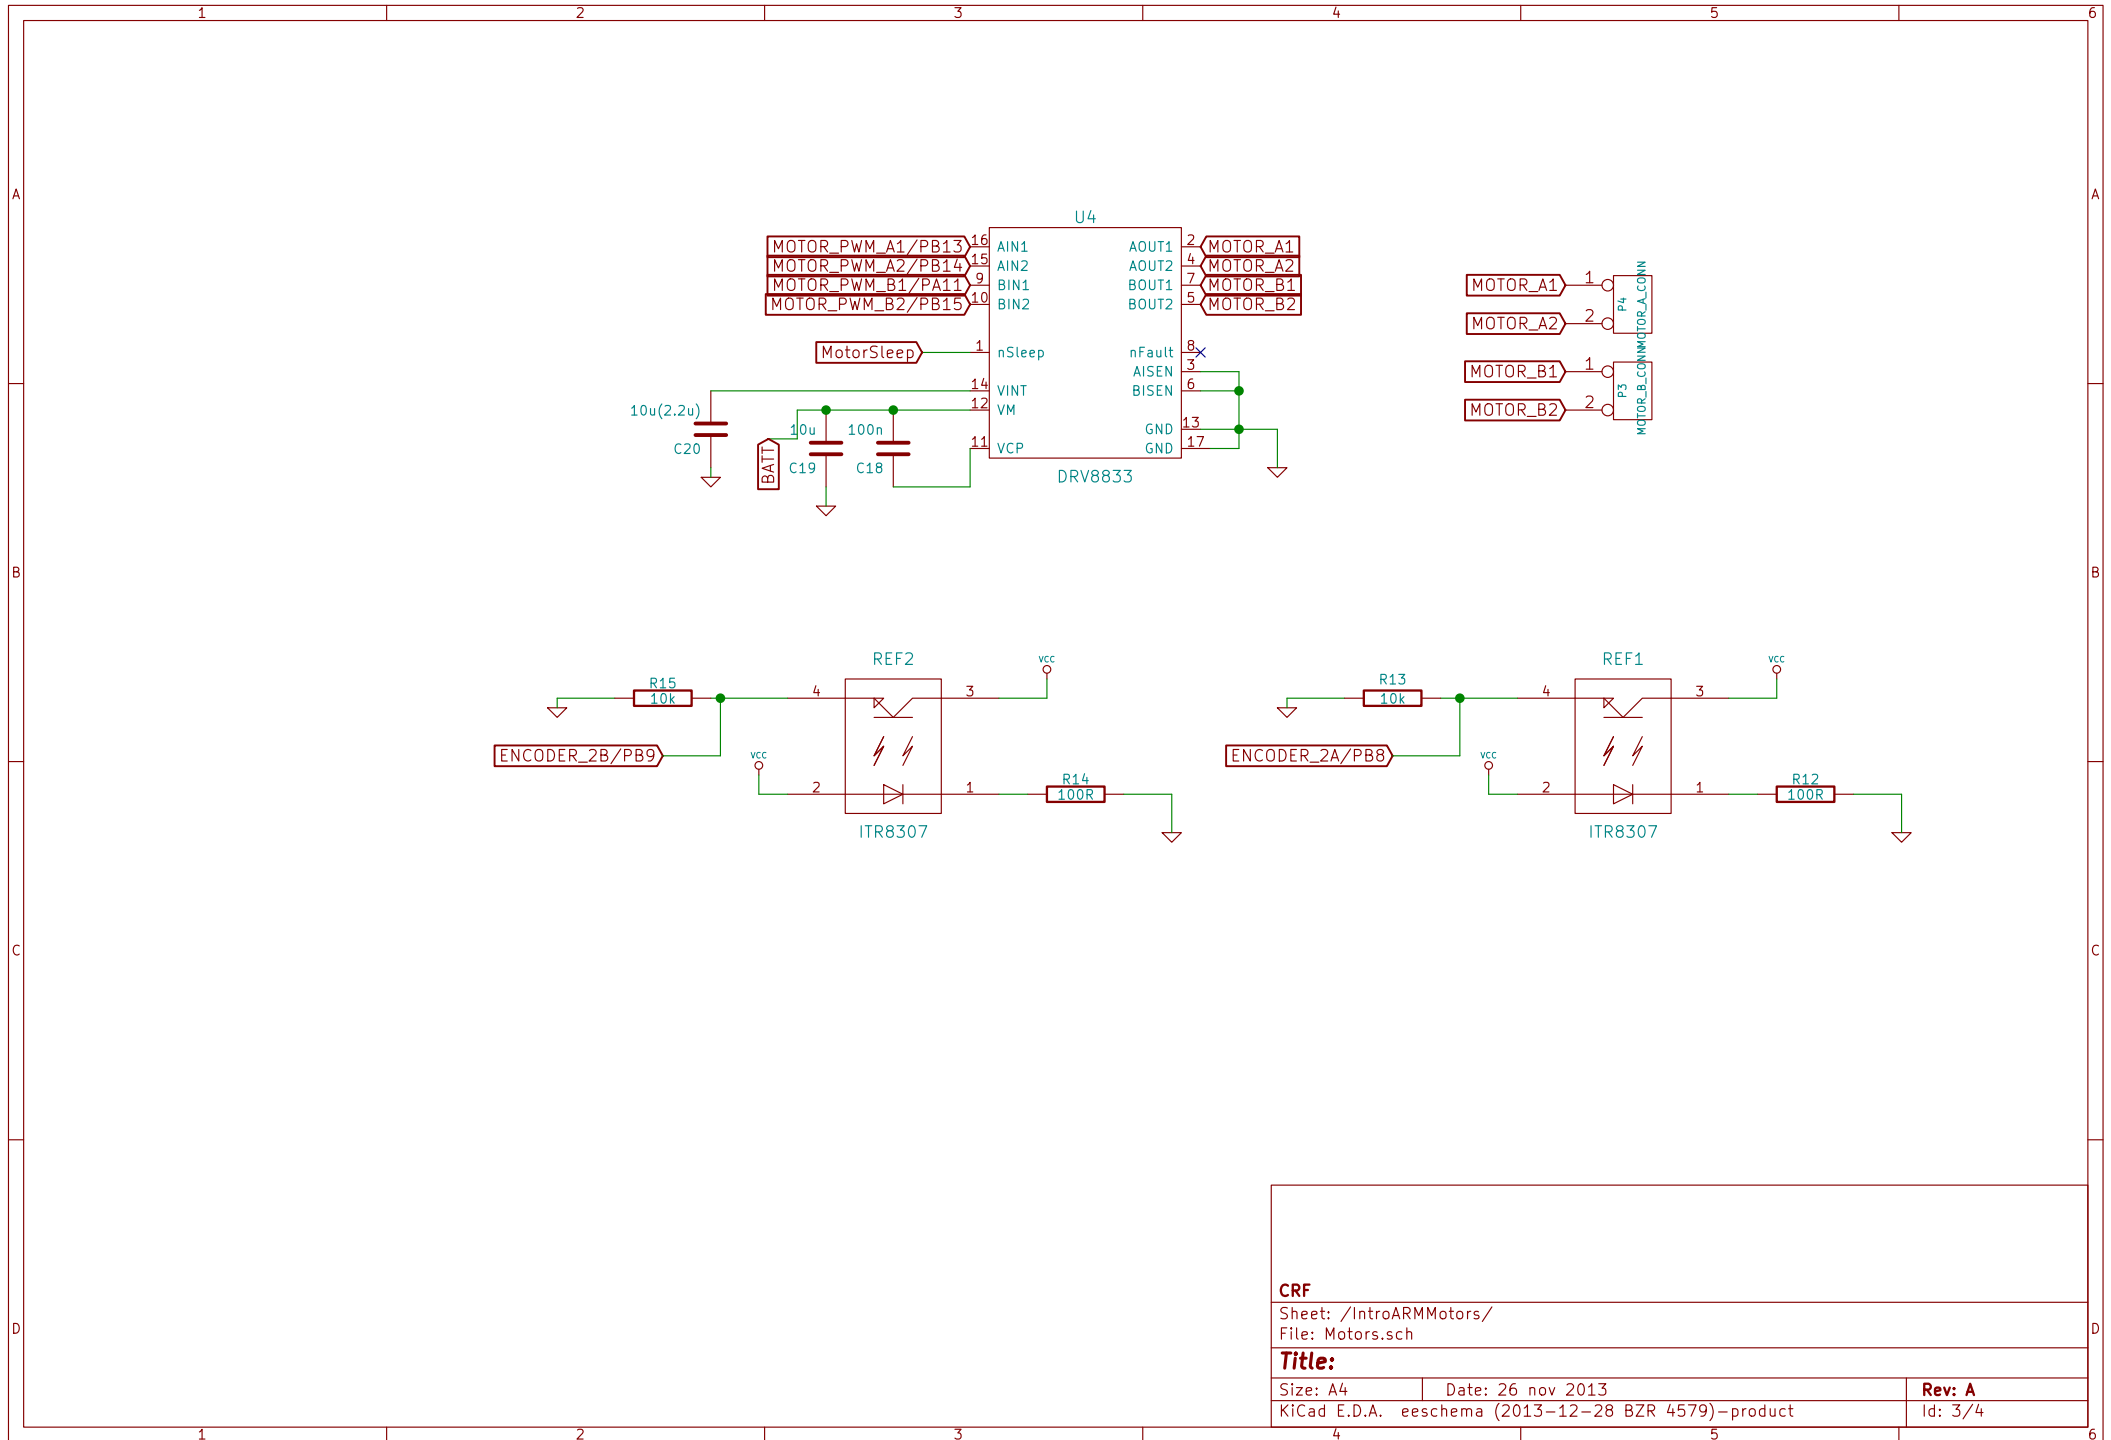 1 2 3 4 5 6
A A
U4
MOTOR_PWM_A1/PB13 16 AIN1 AOUT1 2 MOTOR_A1
MOTOR_PWM_A2/PB14 15 AIN2 AOUT2 4 MOTOR_A2
MOTOR_PWM_B1/PA11 9 BIN1 BOUT1 7 MOTOR_B1
MOTOR_PWM_B2/PB15 10 BIN2 BOUT2 5 MOTOR_B2
MotorSleep 1 nSleep nFault 8
AISEN 3
14 VINT BISEN 6
12 VM
GND 13
11 VCP GND 17
DRV8833
10u(2.2u)
C20
BATT
10u
C19
100n
C18
MOTOR_A1 1
MOTOR_A2 2
P4
MOTOR_A_CONN
MOTOR_B1 1
MOTOR_B2 2
P3
MOTOR_B_CONN
B B
REF2
VCC
R15
10k
4 3
ENCODER_2B/PB9
VCC
2 1
R14
100R
ITR8307
REF1
VCC
R13
10k
4 3
ENCODER_2A/PB8
VCC
2 1
R12
100R
ITR8307
C C
D D
CRF
Sheet: /IntroARMMotors/
File: Motors.sch
Title:
Size: A4 Date: 26 nov 2013 Rev: A
KiCad E.D.A. eeschema (2013-12-28 BZR 4579)-product Id: 3/4
1 2 3 4 5 6